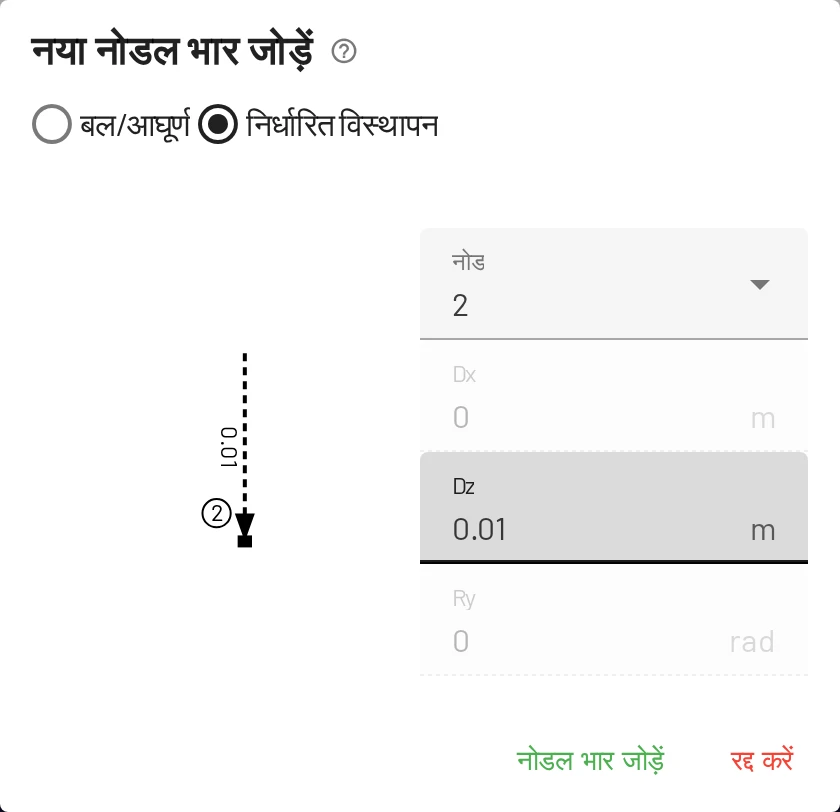 नया नोडल भार जोड़ें ?
बल/आघूर्ण निर्धारित विस्थापन
नोड
2
Dx
0 m
0.01
Dz
2
0.01 m
Ry
0 rad
नोडल भार जोड़ें रद्द करें